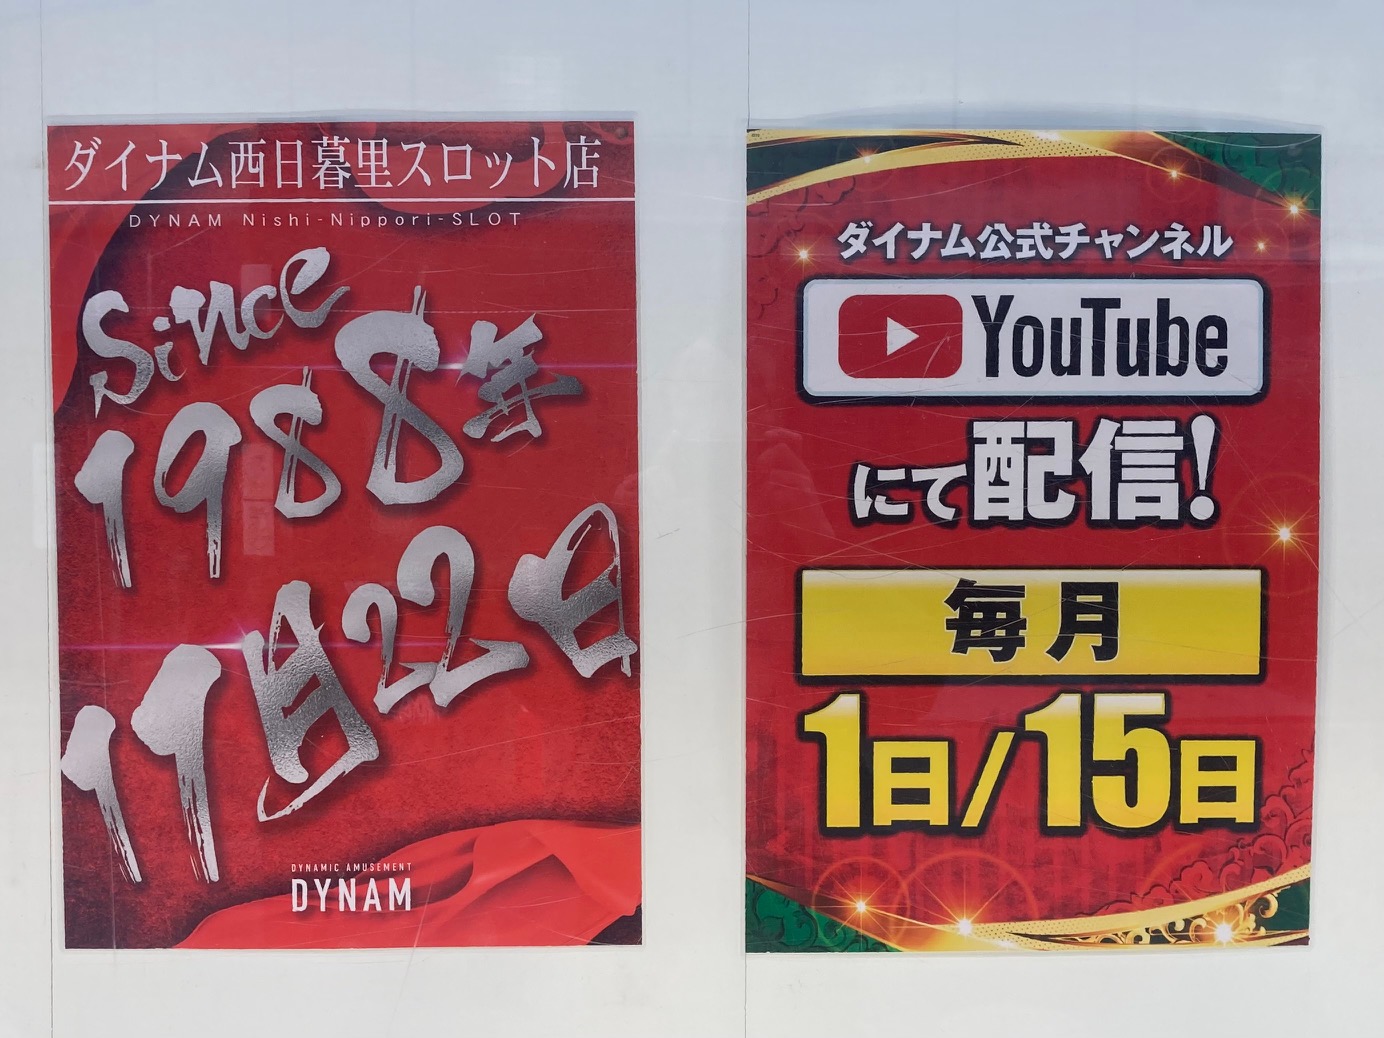 ダイナム西日暮里スロット店
DYNAM Nishi-Nippori-SLOT
Since
1988年
11月22日
DYNAMIC AMUSEMENT
DYNAM
ダイナム公式チャンネル
YouTube
にて配信!
毎月
1日/15日